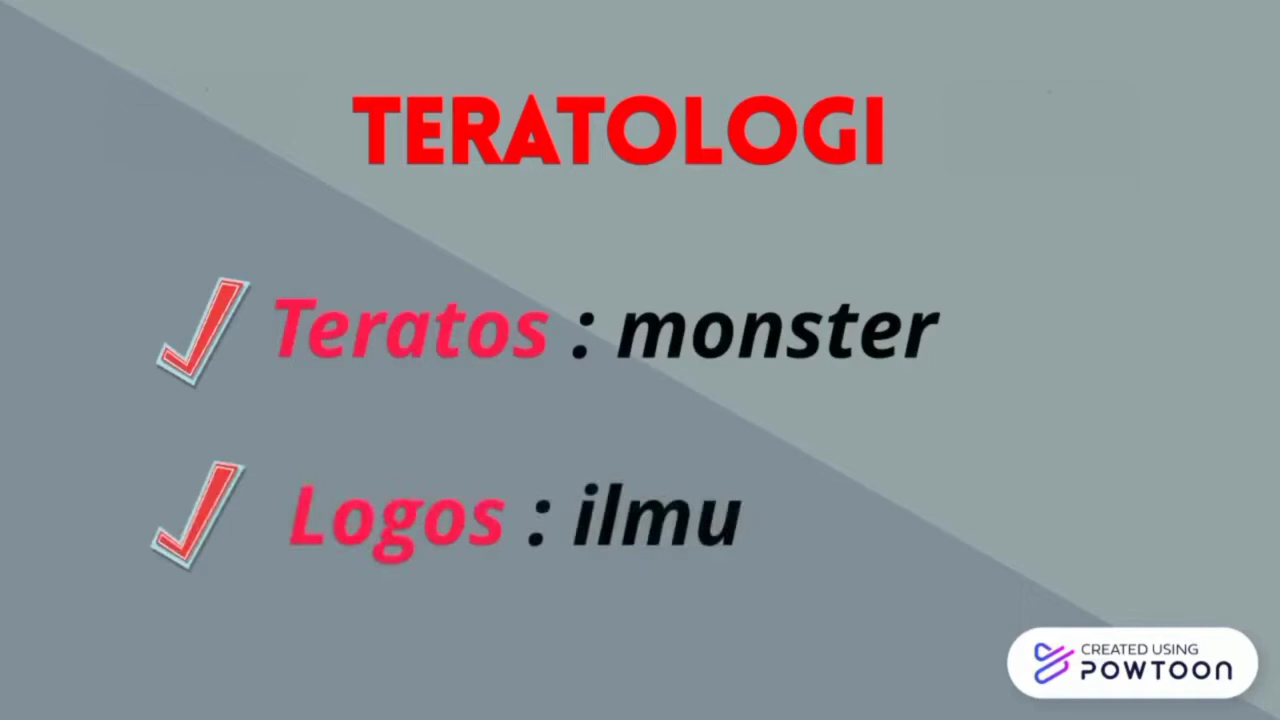 TERATOLOGI
Teratos : monster
Logos : ilmu
CREATED USING
POWTOON